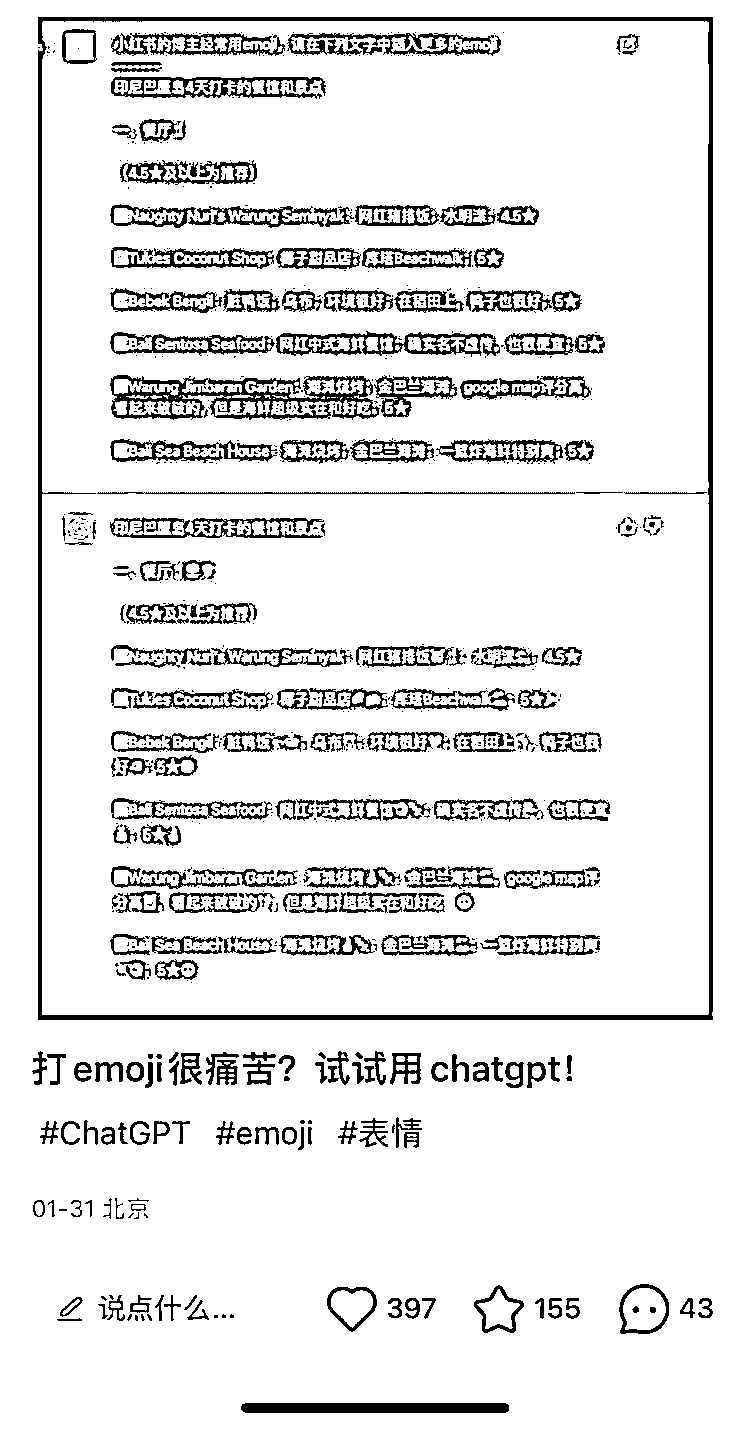 小红书的博主经常用emoji，请在下列文字中插入更多的emoji
印尼巴厘岛4天打卡的餐馆和景点
一、餐厅
（4.5★及以上为推荐）
Naughty Nuri's Warung Seminyak：网红猪排饭；水明漾；4.5★
Tukies Coconut Shop：椰子甜品店；库塔Beachwalk；5★
Bebek Bengil：脏鸭饭；乌布；环境很好；在稻田上，鸭子也很好；5★
Bali Sentosa Seafood：网红中式海鲜餐馆；确实名不虚传，也很便宜；5★
Warung Jimbaran Garden：海滩烧烤；金巴兰海滩，google map评分高，
看起来破破的，但是海鲜超级实在和好吃；5★
Bali Sea Beach House：海滩烧烤；金巴兰海滩；一直炸海鲜特别爽；5★
印尼巴厘岛4天打卡的餐馆和景点
一、餐厅
（4.5★及以上为推荐）
Naughty Nuri's Warung Seminyak：网红猪排饭；水明漾；4.5★
Tukies Coconut Shop：椰子甜品店；库塔Beachwalk；5★
Bebek Bengil：脏鸭饭；乌布；环境很好；在稻田上，鸭子也很
好；5★
Bali Sentosa Seafood：网红中式海鲜餐馆；确实名不虚传，也很便宜
；5★
Warung Jimbaran Garden：海滩烧烤；金巴兰海滩，google map评
分高，看起来破破的，但是海鲜超级实在和好吃
Bali Sea Beach House：海滩烧烤；金巴兰海滩；一直炸海鲜特别爽
；5★
打emoji很痛苦？试试用chatgpt！
#ChatGPT #emoji #表情
01-31 北京
说点什么... 397 155 43